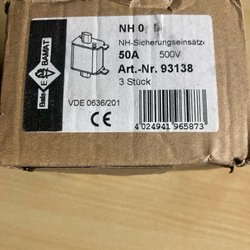 NH 0
NH-Sicherungseinsätze
50A 500V
Art.-Nr. 93138
3 Stück
BAMAT
E
VDE 0636/201
CE
4 024941 965873